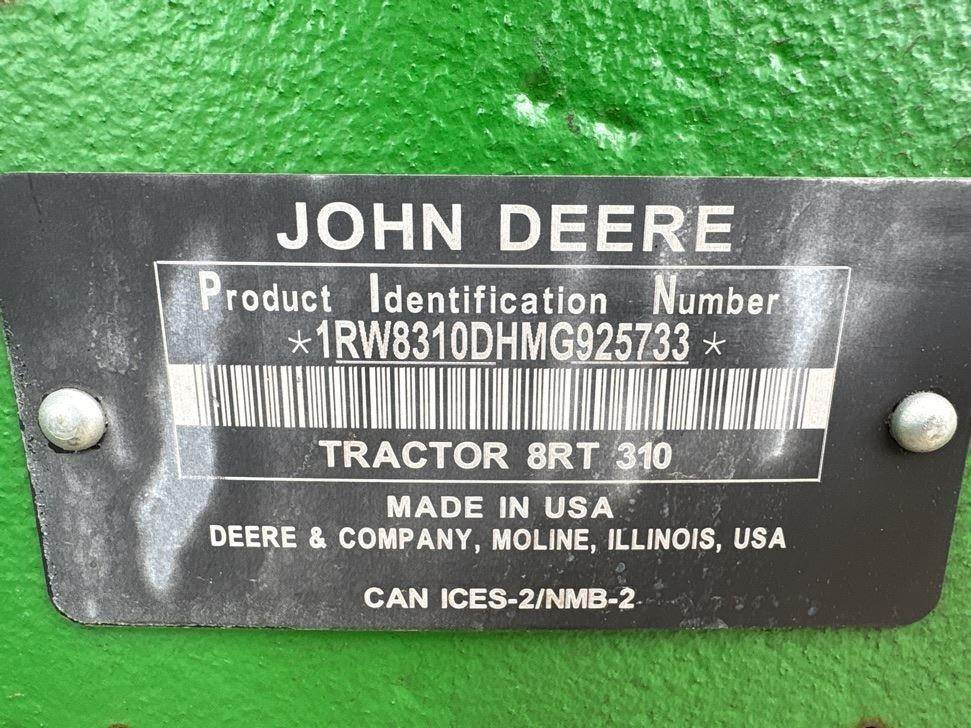 JOHN DEERE
Product Identification Number
*1RW8310DHMG925733*
TRACTOR 8RT 310
MADE IN USA
DEERE & COMPANY, MOLINE, ILLINOIS, USA
CAN ICES-2/NMB-2